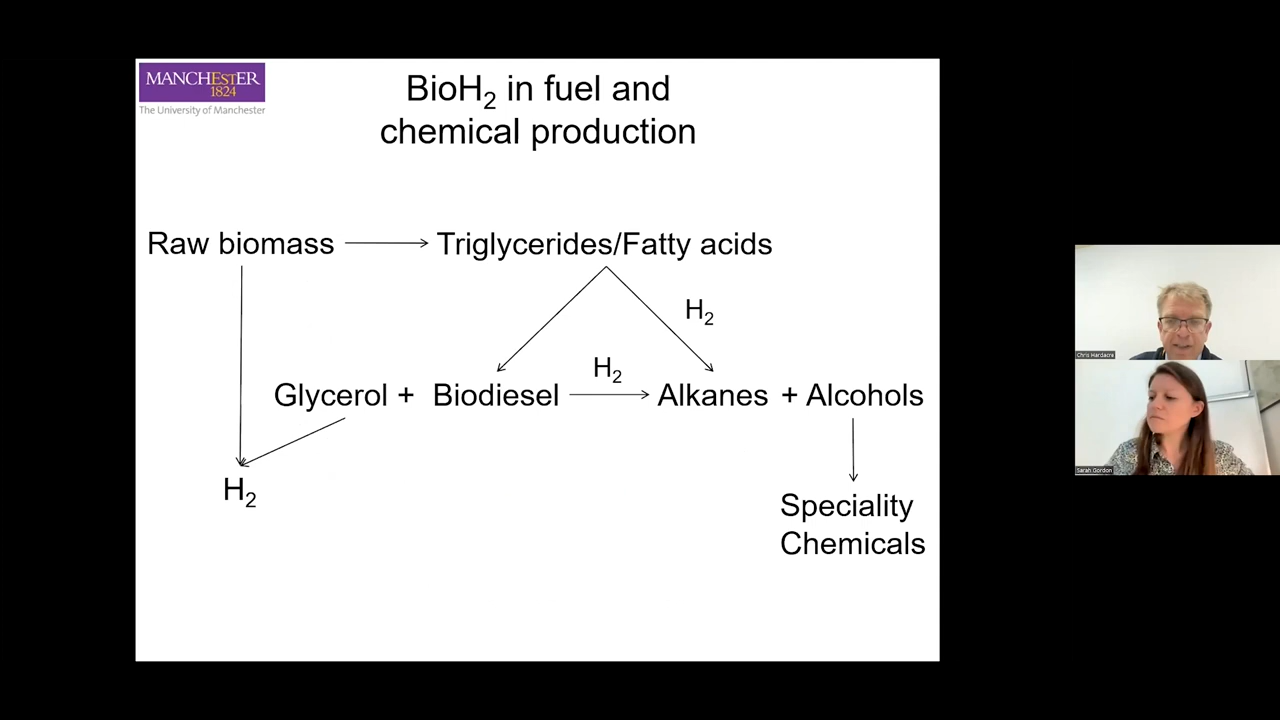 MANCHESTER
1824
The University of Manchester
BioH₂ in fuel and
chemical production
Raw biomass
Triglycerides/Fatty acids
H₂
H₂
Glycerol + Biodiesel
Alkanes + Alcohols
H₂
Speciality
Chemicals
Chris Hardacre
Sarah Gordon